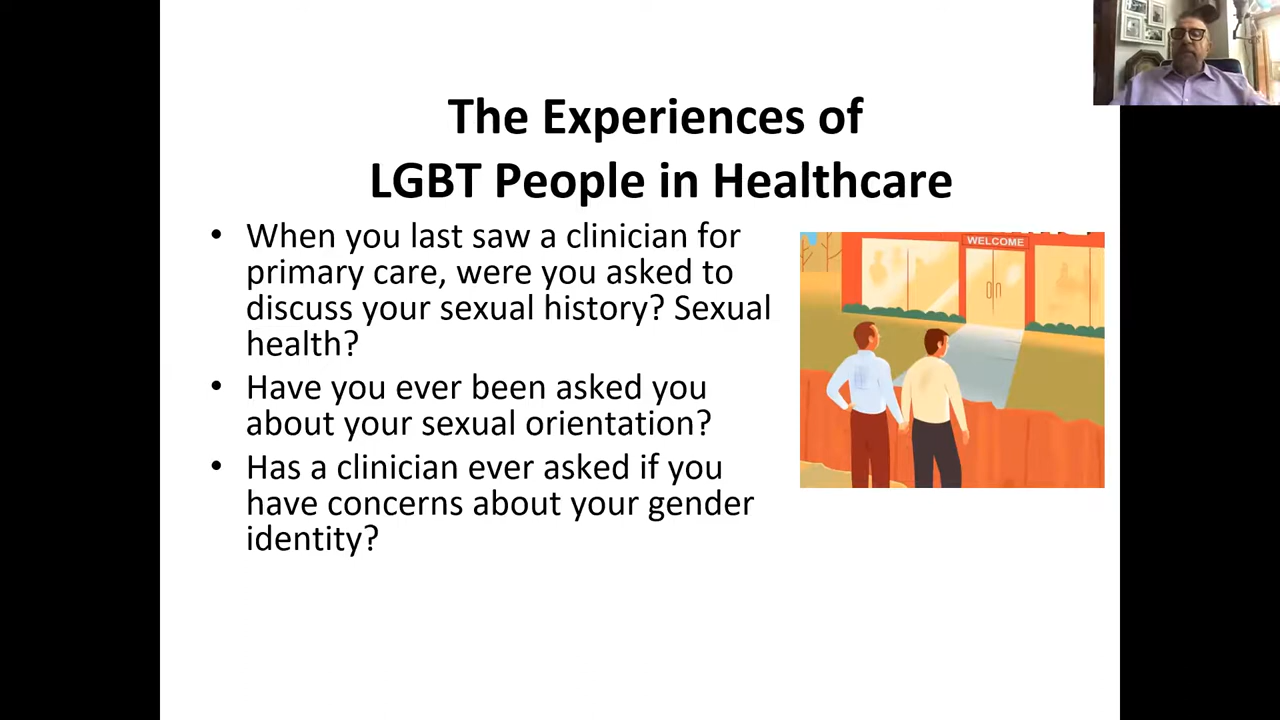 The Experiences of
LGBT People in Healthcare
• When you last saw a clinician for
primary care, were you asked to
discuss your sexual history? Sexual
health?
• Have you ever been asked you
about your sexual orientation?
• Has a clinician ever asked if you
have concerns about your gender
identity?
WELCOME